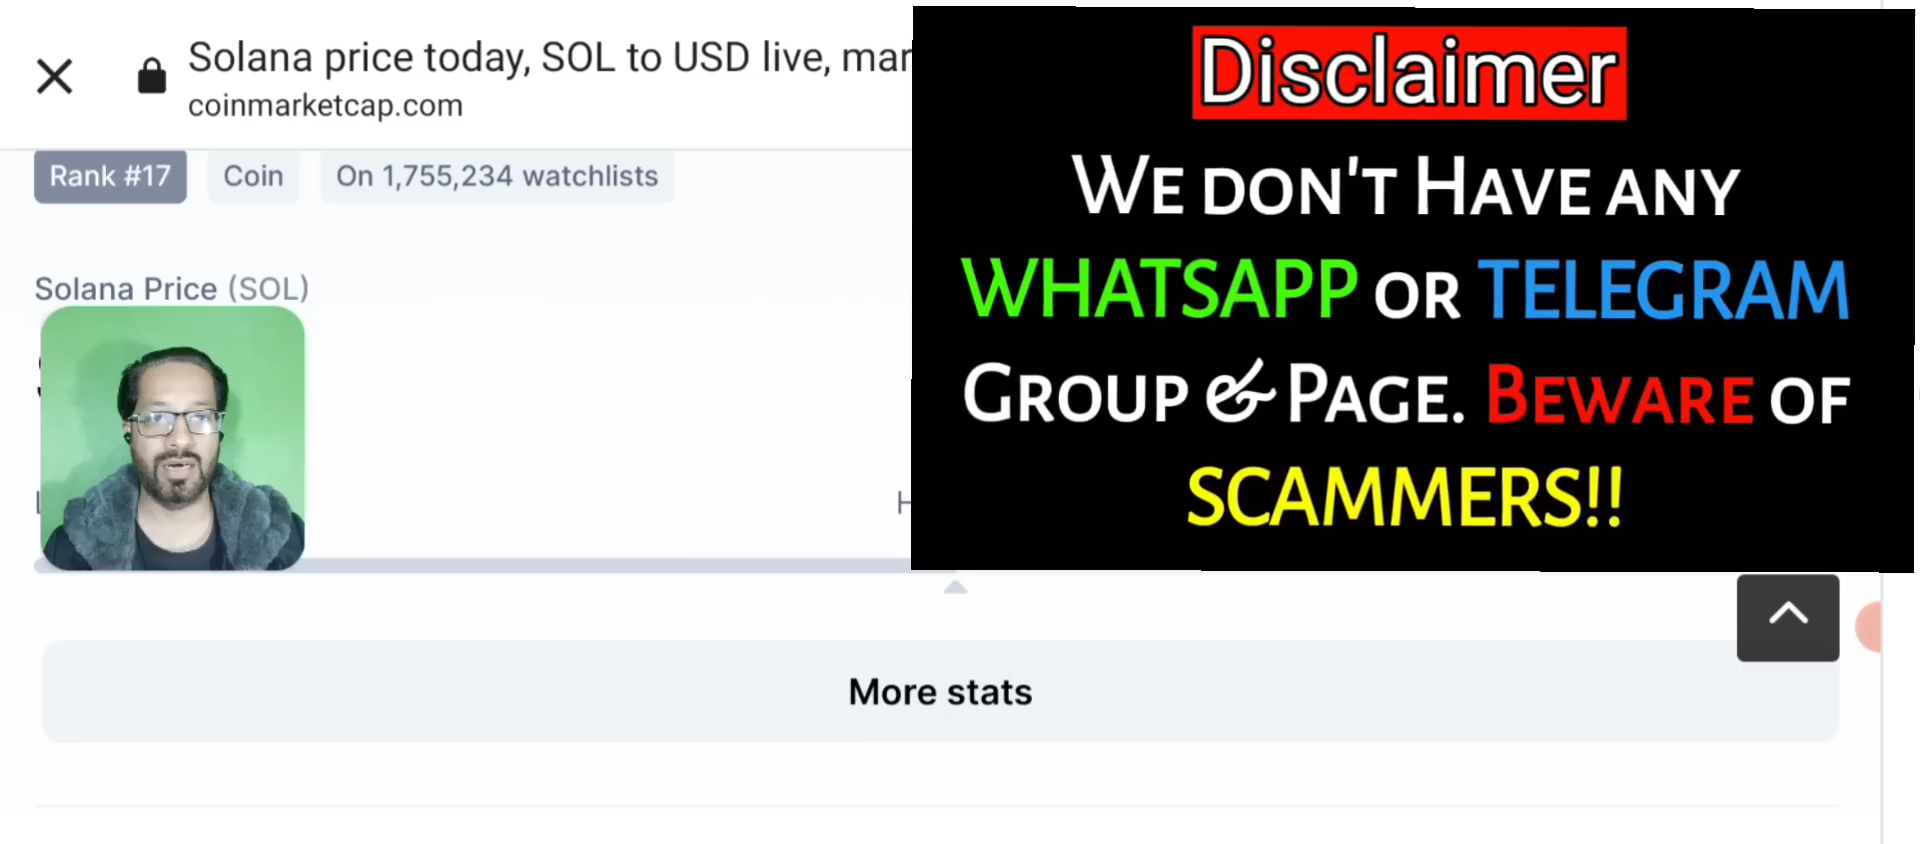 Solana price today, SOL to USD live, mar
coinmarketcap.com
Rank #17
Coin
On 1,755,234 watchlists
Solana Price (SOL)
More stats
Disclaimer
WE DON'T HAVE ANY
WHATSAPP OR TELEGRAM
GROUP & PAGE. BEWARE OF
SCAMMERS!!